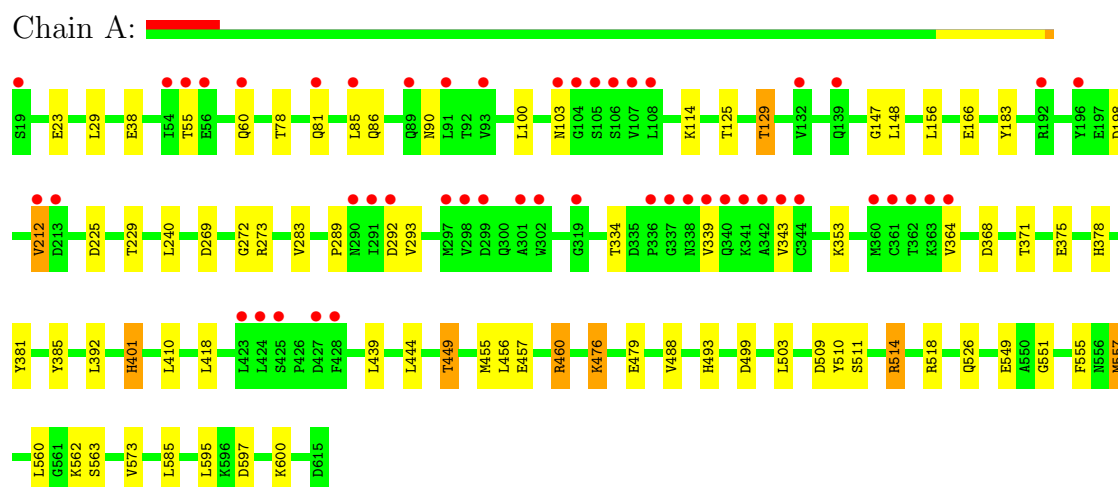 Chain A:
S19 E23 L29 E38 I54 T55 E56 Q60 T78 Q81 L85 Q86 Q89 N90 L91 T92 V93 L100 N103 G104 S105 S106 V107 L108 K114 T125 T129 V132 Q139 G147 L148 L156 E166 Y183 R192 Y196 E197 D198
V212 D213 D225 T229 L240 D269 G272 R273 V283 P289 N290 I291 D292 V293 M297 V298 D299 Q300 A301 W302 G319 T334 D335 P336 G337 N338 V339 Q340 K341 A342 V343 C344 K353 M360 C361 T362 K363 V364 D368 T371 E375 H378
Y381 Y385 L392 H401 L410 L418 L423 L424 S425 P426 D427 F428 L439 L444 T449 M455 L456 E457 R460 K476 E479 V488 H493 D499 L503 D509 Y510 S511 R514 R518 Q526 E549 A550 G551 F555 N556 M557
L560 G561 K562 S563 V573 L585 L595 K596 D597 K600 D615